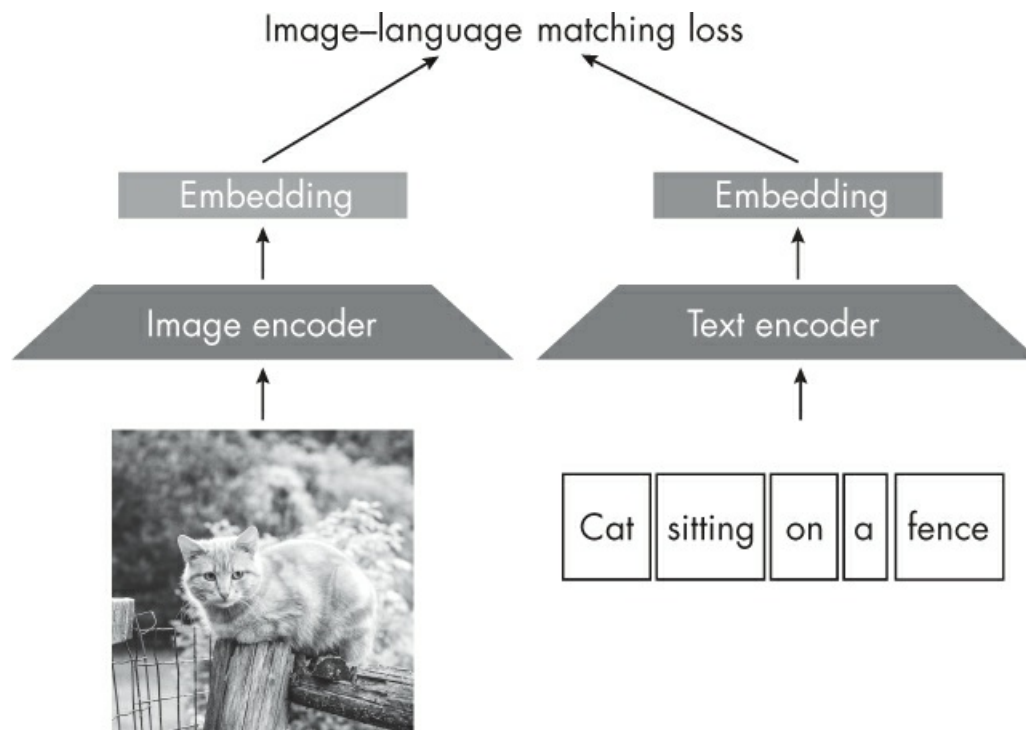 Image–language matching loss
Embedding
Embedding
Image encoder
Text encoder
Cat sitting on a fence